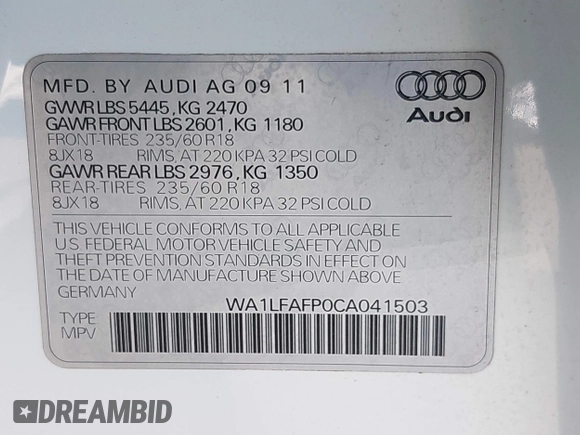 MFD. BY AUDI AG 09 11
GVWR LBS 5445, KG 2470
GAWR FRONT LBS 2601, KG 1180
FRONT-TIRES 235/60 R18
8JX18 RIMS, AT 220 KPA 32 PSI COLD
GAWR REAR LBS 2976, KG 1350
REAR-TIRES 235/60 R18
8JX18 RIMS, AT 220 KPA 32 PSI COLD
THIS VEHICLE CONFORMS TO ALL APPLICABLE
U.S. FEDERAL MOTOR VEHICLE SAFETY AND
THEFT PREVENTION STANDARDS IN EFFECT ON
THE DATE OF MANUFACTURE SHOWN ABOVE.
GERMANY
WA1LFAFP0CA041503
TYPE
MPV
Audi
DREAMBID